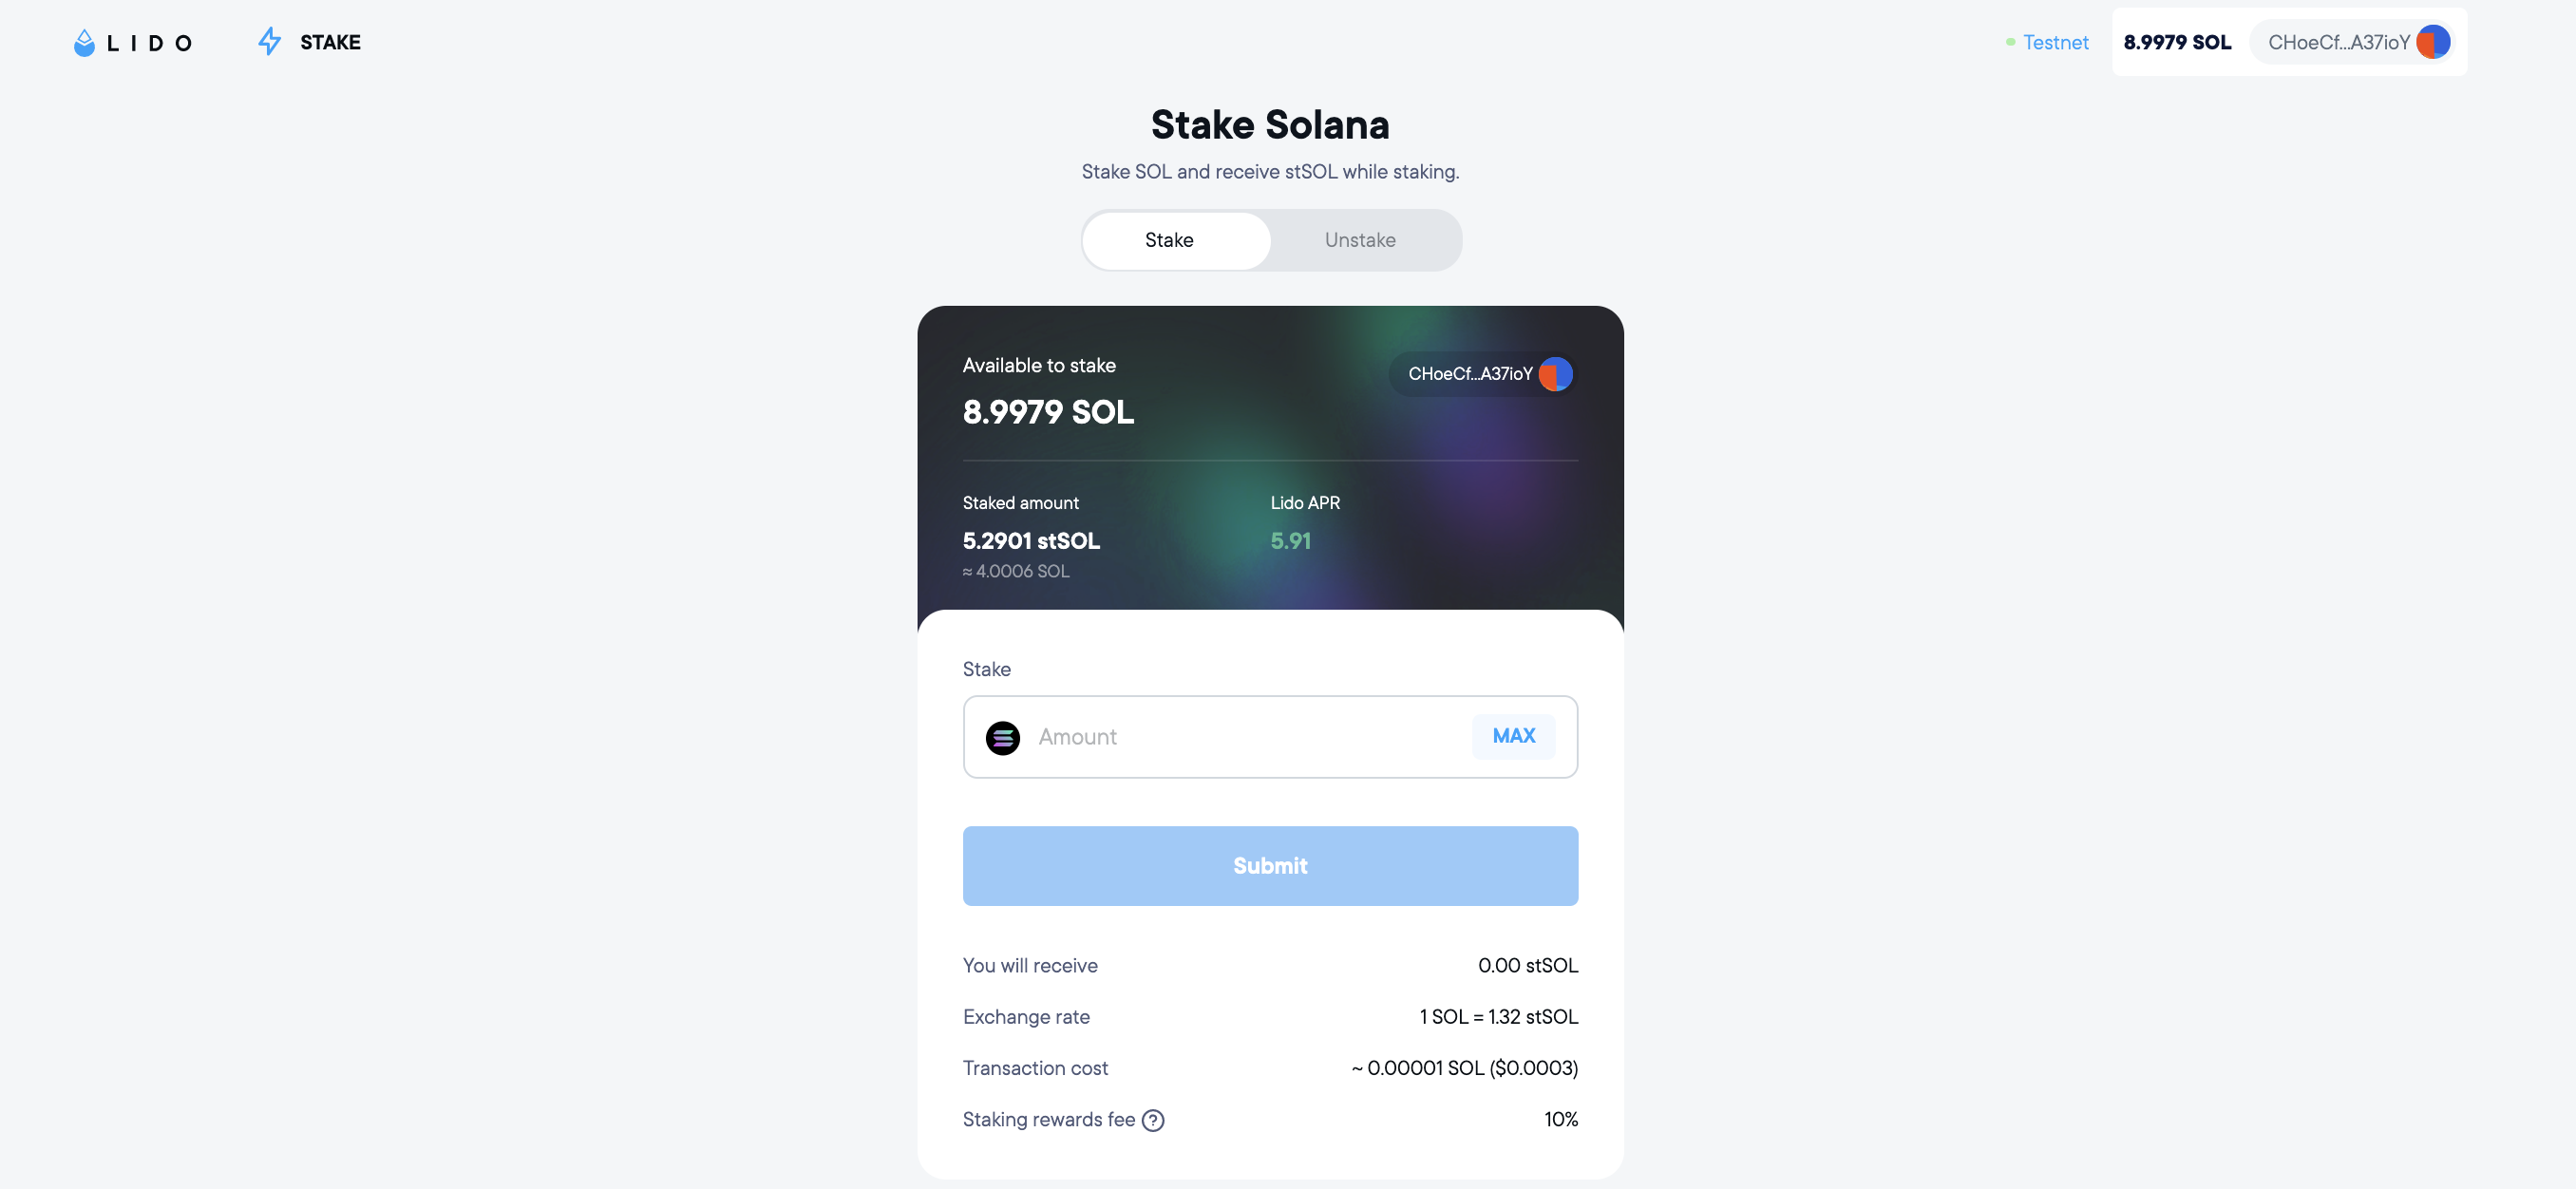 LIDO STAKE Testnet 8.9979 SOL CHoeCf...A37ioY
Stake Solana
Stake SOL and receive stSOL while staking.
Stake Unstake
Available to stake CHoeCf...A37ioY
8.9979 SOL
Staked amount Lido APR
5.2901 stSOL 5.91
≈ 4.0006 SOL
Stake
Amount MAX
Submit
You will receive 0.00 stSOL
Exchange rate 1 SOL = 1.32 stSOL
Transaction cost ~ 0.00001 SOL ($0.0003)
Staking rewards fee ? 10%